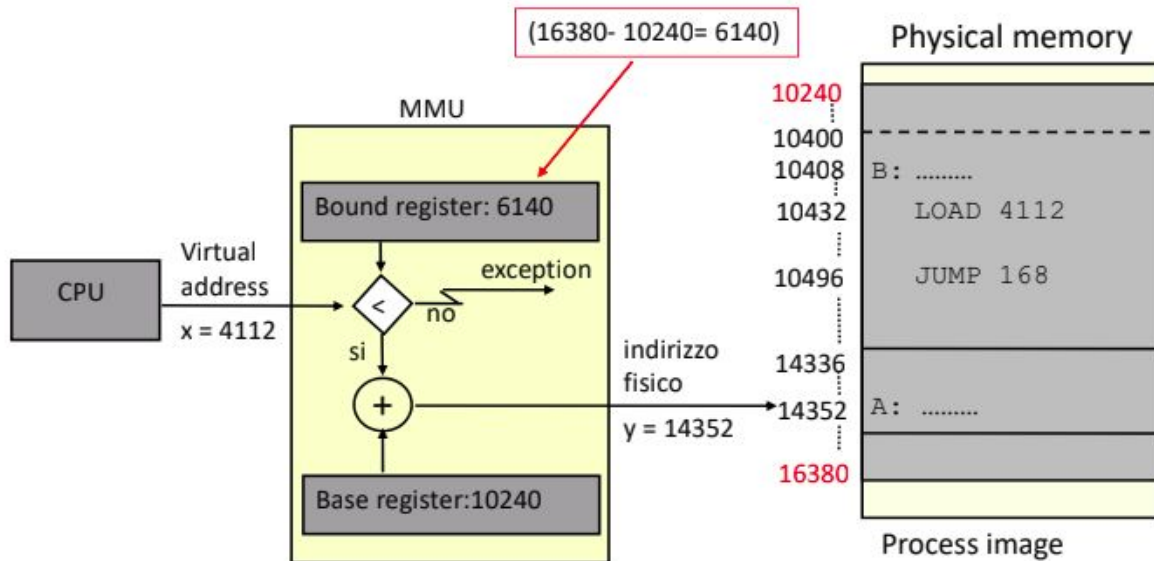 (16380- 10240= 6140)
Physical memory
MMU
10240
10400
10408
B: .........
Bound register: 6140
10432
LOAD 4112
Virtual
address
x = 4112
CPU
exception
<
no
si
10496
JUMP 168
indirizzo
fisico
y = 14352
+
14336
14352
A: .........
16380
Base register:10240
Process image